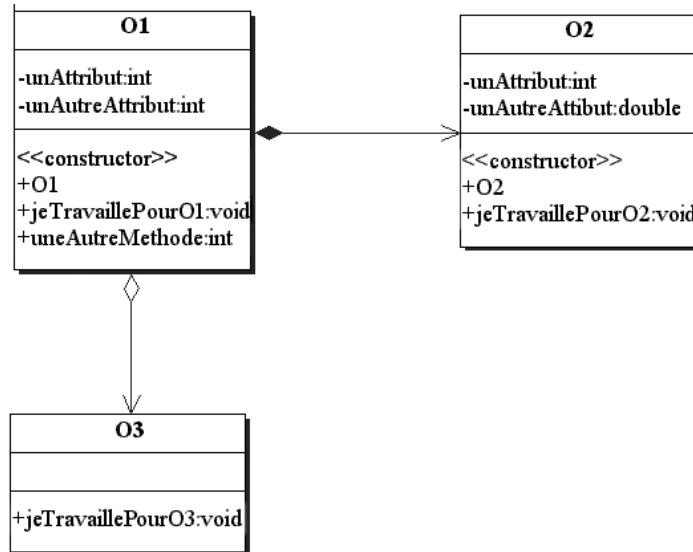 O1
-unAttribut:int
-unAutreAttribut:int
<<constructor>>
+O1
+jeTravaillePourO1:void
+uneAutreMethode:int
O2
-unAttribut:int
-unAutreAttibut:double
<<constructor>>
+O2
+jeTravaillePourO2:void
O3
+jeTravaillePourO3:void